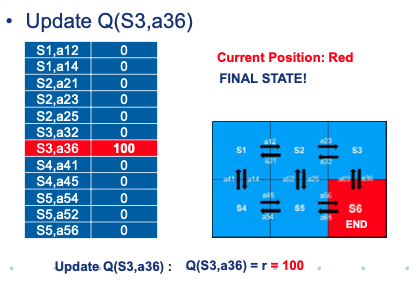 • Update Q(S3,a36)
S1,a12 0
S1,a14 0
S2,a21 0
S2,a23 0
S2,a25 0
S3,a32 0
S3,a36 100
S4,a41 0
S4,a45 0
S5,a54 0
S5,a52 0
S5,a56 0
Current Position: Red
FINAL STATE!
a12 a23
S1 S2 S3
a21 a32
a41 a14 a52 a25 a36
a45 a56
S4 S5 S6
a54 a65
END
Update Q(S3,a36) : Q(S3,a36) = r = 100